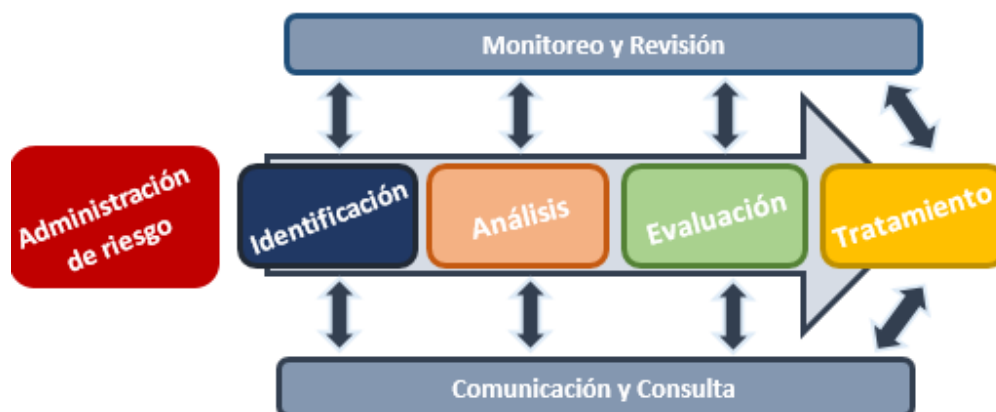 Monitoreo y Revisión
Administración
de riesgo
Identificación
Análisis
Evaluación
Tratamiento
Comunicación y Consulta